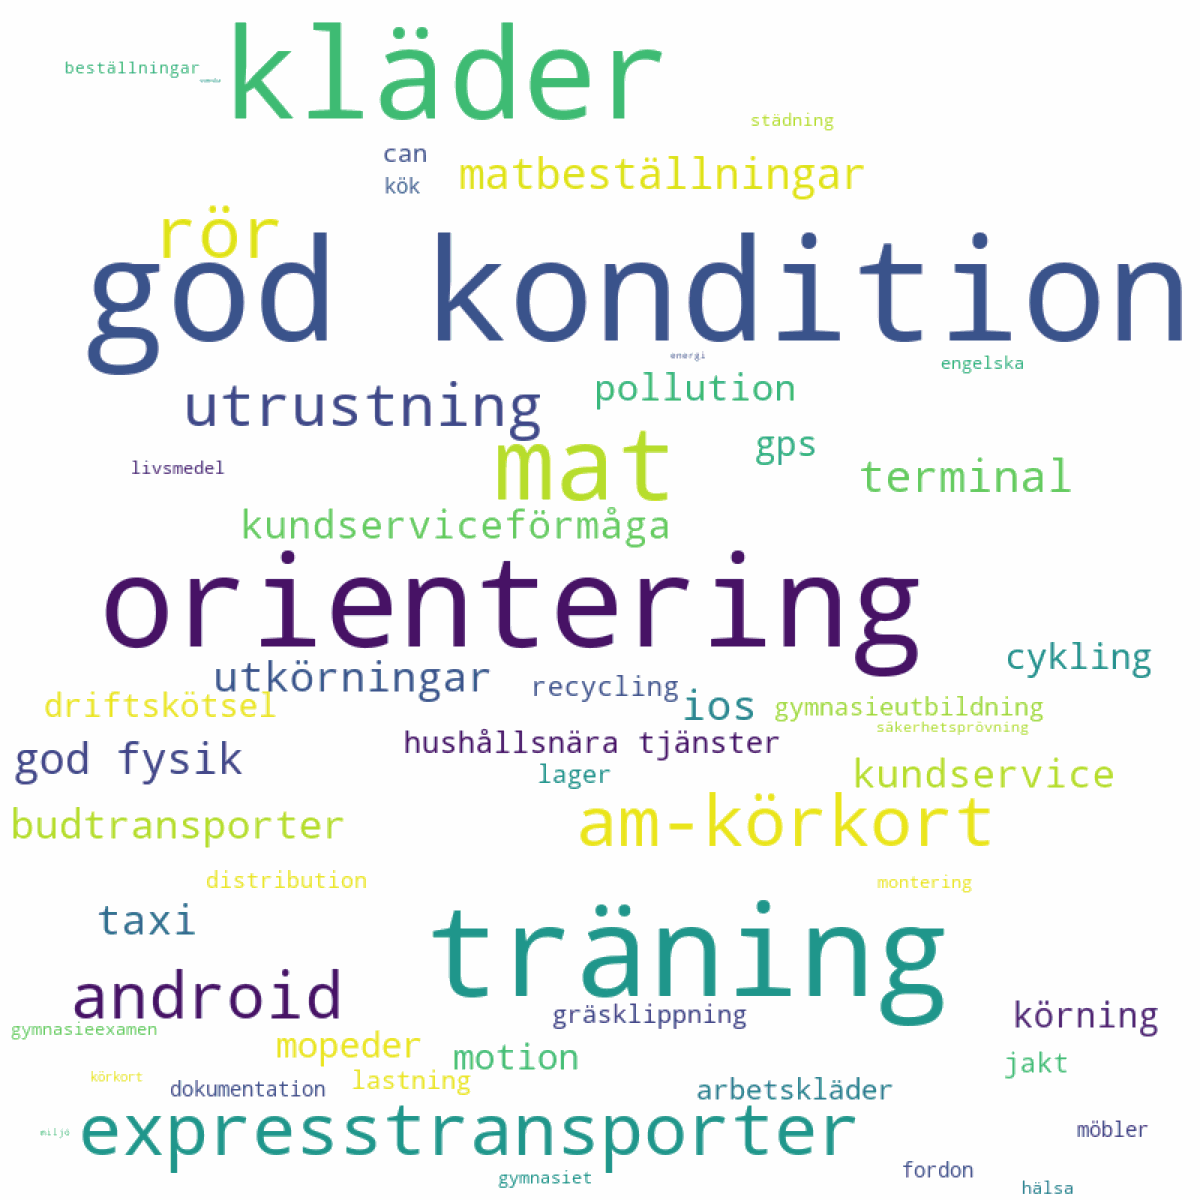 kläder
beställningar
städning
can
matbeställningar
kök
rör
god kondition
energi
engelska
pollution
utrustning
gps
mat
livsmedel
terminal
kundserviceförmåga
orientering
cykling
utkörningar
recycling
driftskötsel
ios
gymnasieutbildning
säkerhetsprövning
hushållsnära tjänster
god fysik
lager
kundservice
budtransporter
am-körkort
distribution
montering
taxi
träning
android
gräsklippning
körning
gymnasieexamen
mopeder
motion
jakt
körkort
dokumentation
lastning
arbetskläder
miljö
expresstransporter
möbler
gymnasiet
fordon
hälsa